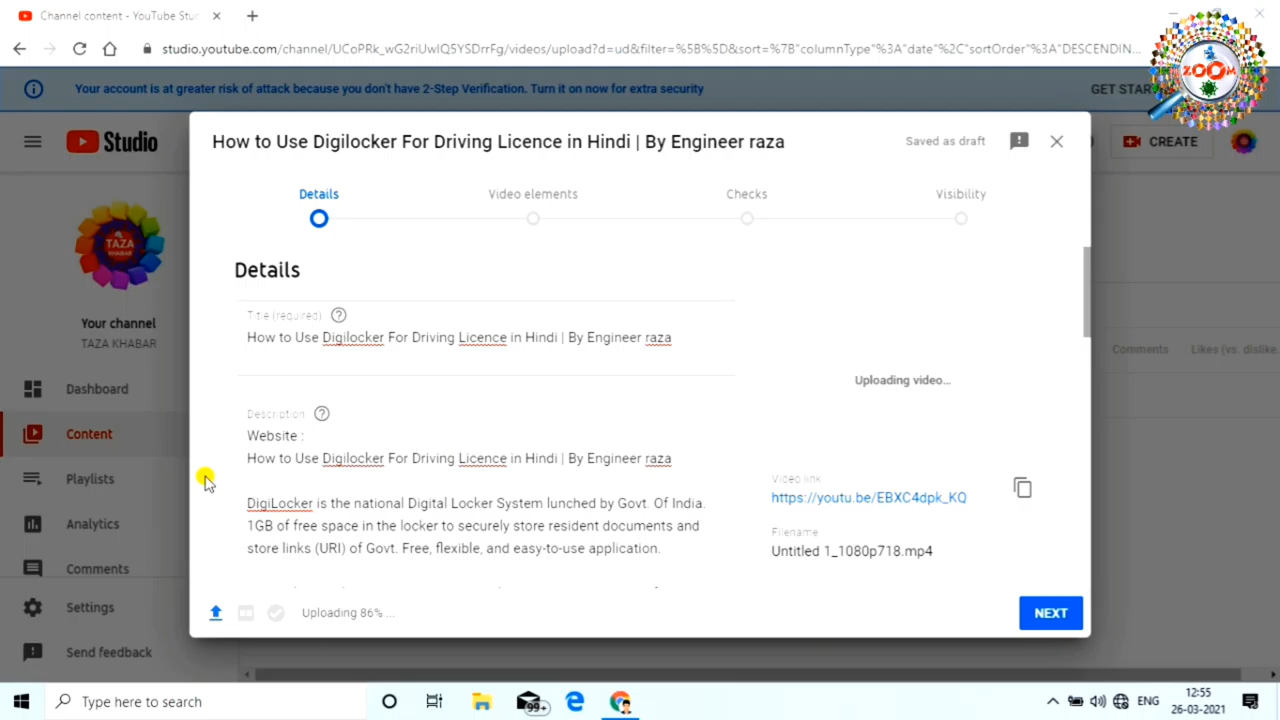 Channel content - YouTube Stu
studio.youtube.com/channel/UCoPRk_wG2riUwIQ5YSDrrFg/videos/upload?d=ud&filter=%5B%5D&sort=%7B"columnType"%3A"date"%2C"sortOrder"%3A"DESCENDIN...
ZOOM
Your account is at greater risk of attack because you don't have 2-Step Verification. Turn it on now for extra security
GET STAR
Studio
How to Use Digilocker For Driving Licence in Hindi | By Engineer raza
Saved as draft
CREATE
Details
Video elements
Checks
Visibility
TAZA
KHABAR
Details
Your channel
TAZA KHABAR
Title (required)
How to Use Digilocker For Driving Licence in Hindi | By Engineer raza
Comments
Likes (vs. dislike
Uploading video...
Dashboard
Description
Website :
Content
How to Use Digilocker For Driving Licence in Hindi | By Engineer raza
Playlists
Video link
https://youtu.be/EBXC4dpk_KQ
DigiLocker is the national Digital Locker System lunched by Govt. Of India.
1GB of free space in the locker to securely store resident documents and
store links (URI) of Govt. Free, flexible, and easy-to-use application.
Analytics
Filename
Untitled 1_1080p718.mp4
Comments
Settings
Uploading 86% ...
NEXT
Send feedback
Type here to search
99+
ENG
12:55
26-03-2021